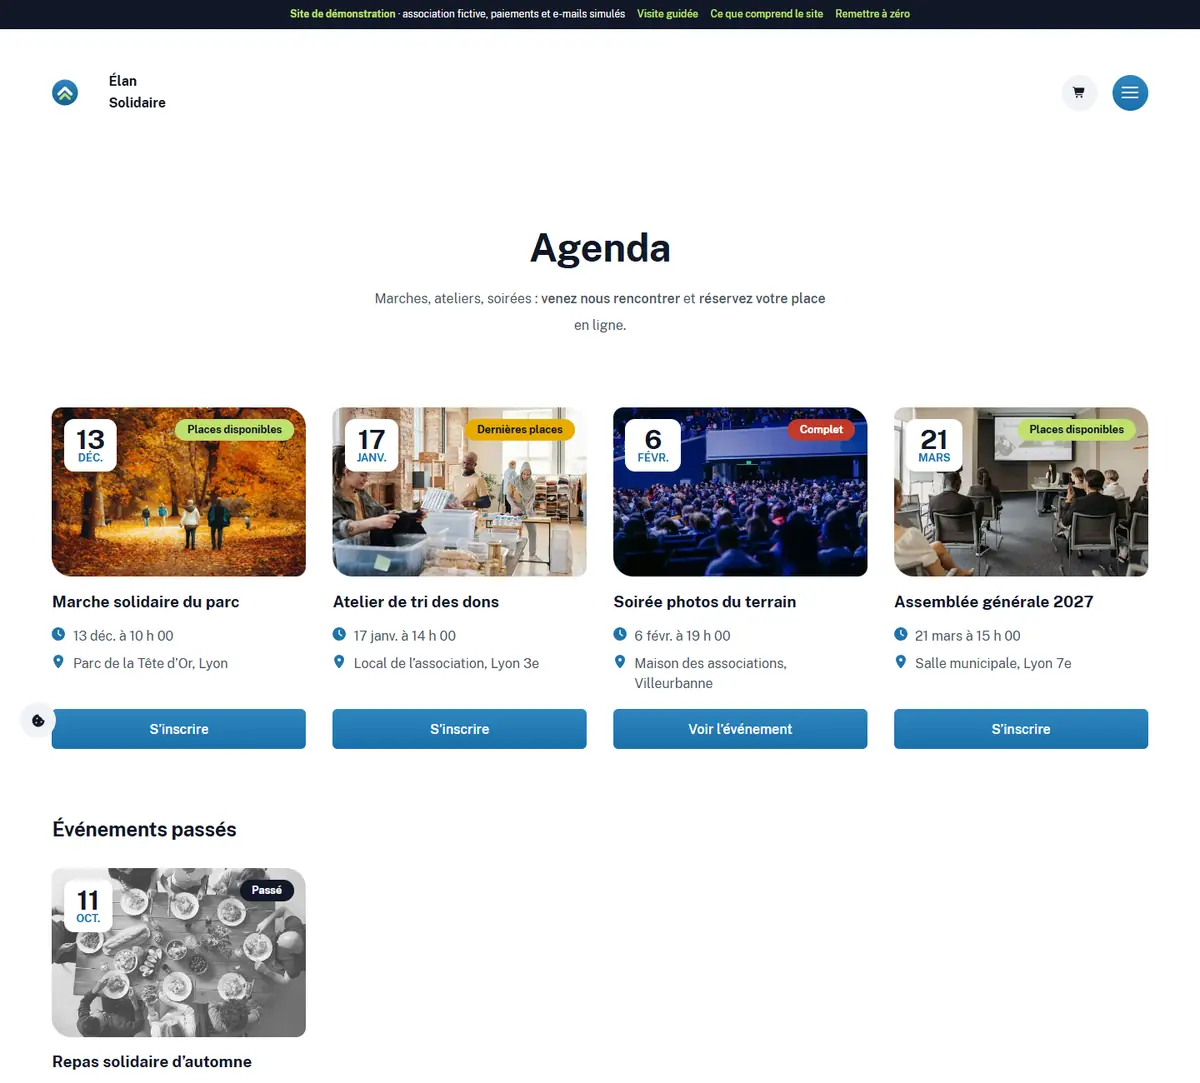 Site de démonstration · association fictive, paiements et e-mails simulés Visite guidée Ce que comprend le site Remettre à zéro
Élan
Solidaire
Agenda
Marches, ateliers, soirées : venez nous rencontrer et réservez votre place
en ligne.
13
DÉC.
Places disponibles
Marche solidaire du parc
13 déc. à 10 h 00
Parc de la Tête d’Or, Lyon
S’inscrire
17
JANV.
Dernières places
Atelier de tri des dons
17 janv. à 14 h 00
Local de l’association, Lyon 3e
S’inscrire
6
FÉVR.
Complet
Soirée photos du terrain
6 févr. à 19 h 00
Maison des associations,
Villeurbanne
Voir l’événement
21
MARS
Places disponibles
Assemblée générale 2027
21 mars à 15 h 00
Salle municipale, Lyon 7e
S’inscrire
Événements passés
11
OCT.
Passé
Repas solidaire d’automne